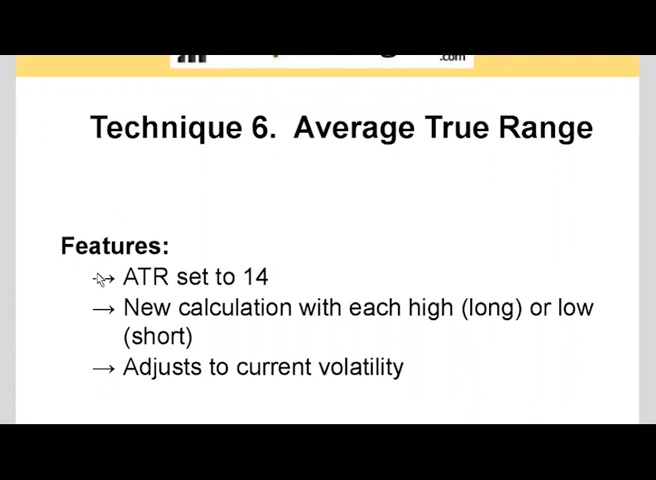 .com
Technique 6. Average True Range
Features:
→ ATR set to 14
→ New calculation with each high (long) or low
(short)
→ Adjusts to current volatility